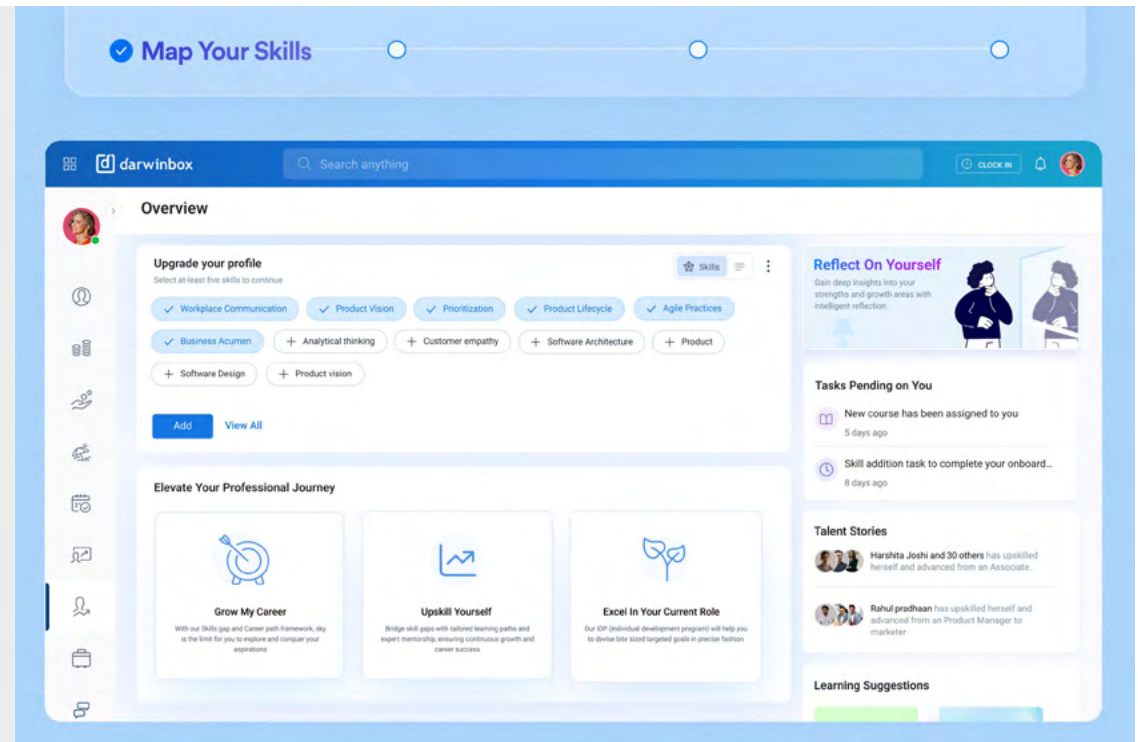 Map Your Skills
darwinbox
Search anything
CLOCK IN
Overview
Upgrade your profile
Select at-least five skills to continue
Skills
Workplace Communication
Product Vision
Prioritization
Product Lifecycle
Agile Practices
Business Acumen
Analytical thinking
Customer empathy
Software Architecture
Product
Software Design
Product vision
Add
View All
Elevate Your Professional Journey
Grow My Career
With our Skills gap and Career path framework, sky
is the limit for you to explore and conquer your
aspirations
Upskill Yourself
Bridge skill gaps with tailored learning paths and
expert mentorship, ensuring continuous growth and
career success
Excel In Your Current Role
Our IDP (individual development program) will help you
to devise bite sized targeted goals in precise fashion
Reflect On Yourself
Gain deep insights into your
strengths and growth areas with
intelligent reflection.
Tasks Pending on You
New course has been assigned to you
5 days ago
Skill addition task to complete your onboard...
8 days ago
Talent Stories
Harshita Joshi and 30 others has upskilled
herself and advanced from an Associate.
Rahul pradhaan has upskilled herself and
advanced from an Product Manager to
marketer
Learning Suggestions